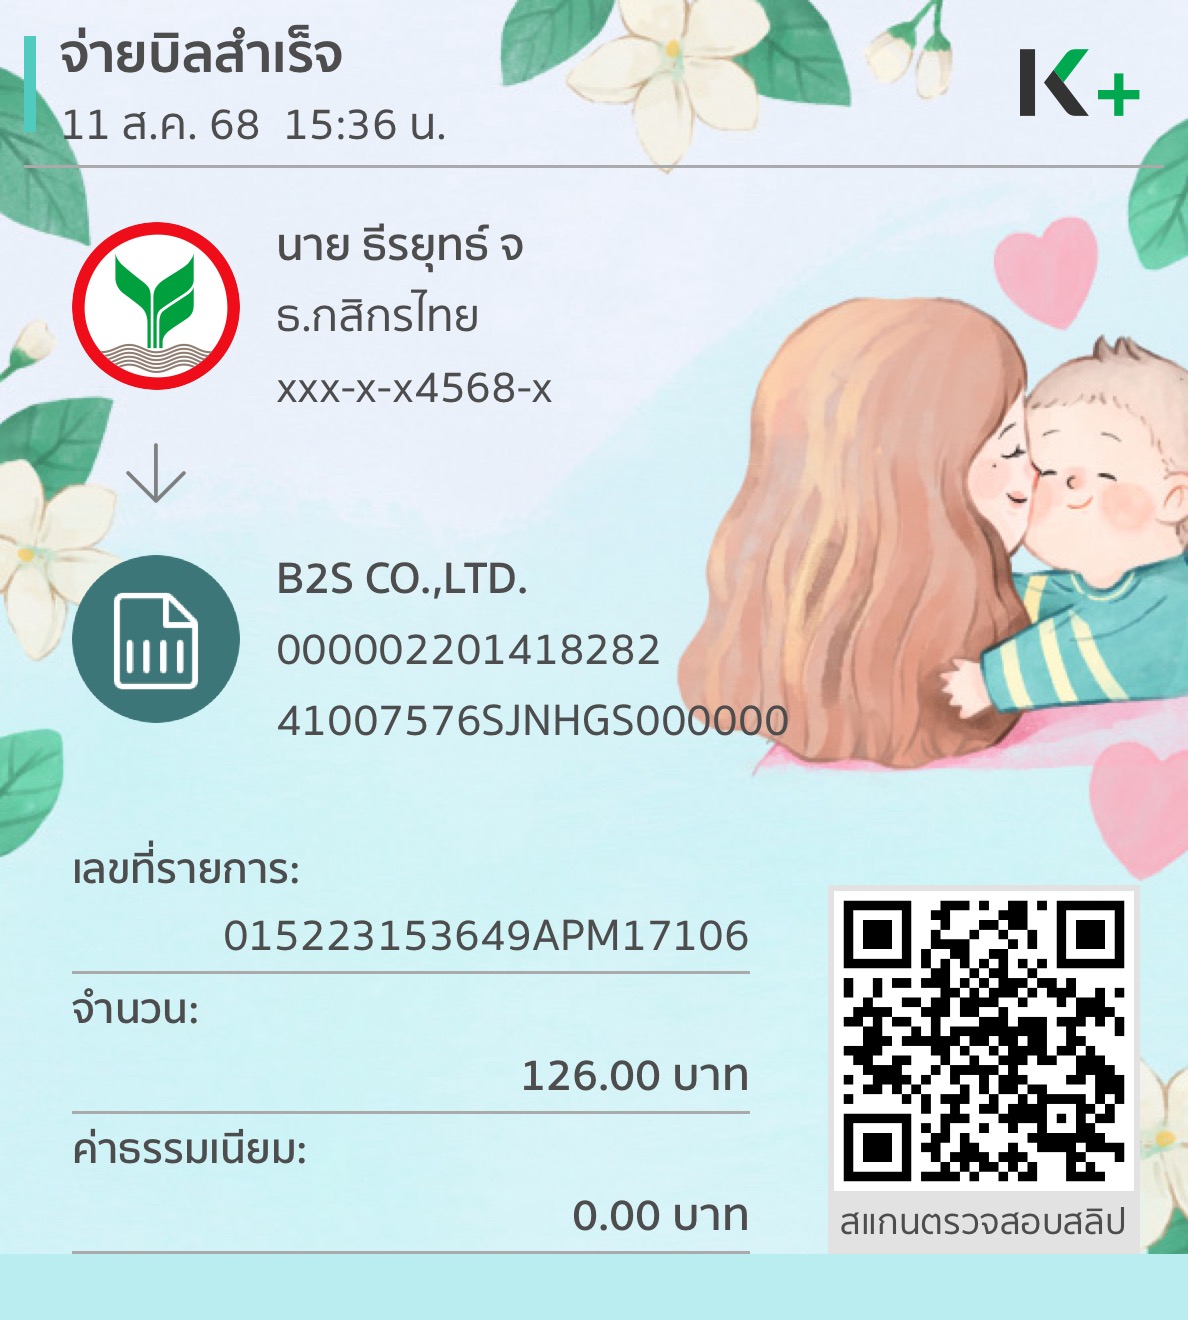 จ่ายบิลสำเร็จ
11 ส.ค. 68 15:36 น.
K+
นาย ธีรยุทธ์ จ
ธ.กสิกรไทย
xxx-x-x4568-x
B2S CO.,LTD.
000002201418282
41007576SJNHGS000000
เลขที่รายการ:
015223153649APM17106
จำนวน:
126.00 บาท
ค่าธรรมเนียม:
0.00 บาท
สแกนตรวจสอบสลิป